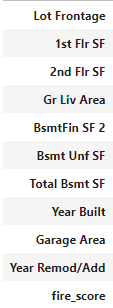 Lot Frontage
1st Flr SF
2nd Flr SF
Gr Liv Area
BsmtFin SF 2
Bsmt Unf SF
Total Bsmt SF
Year Built
Garage Area
Year Remod/Add
fire_score